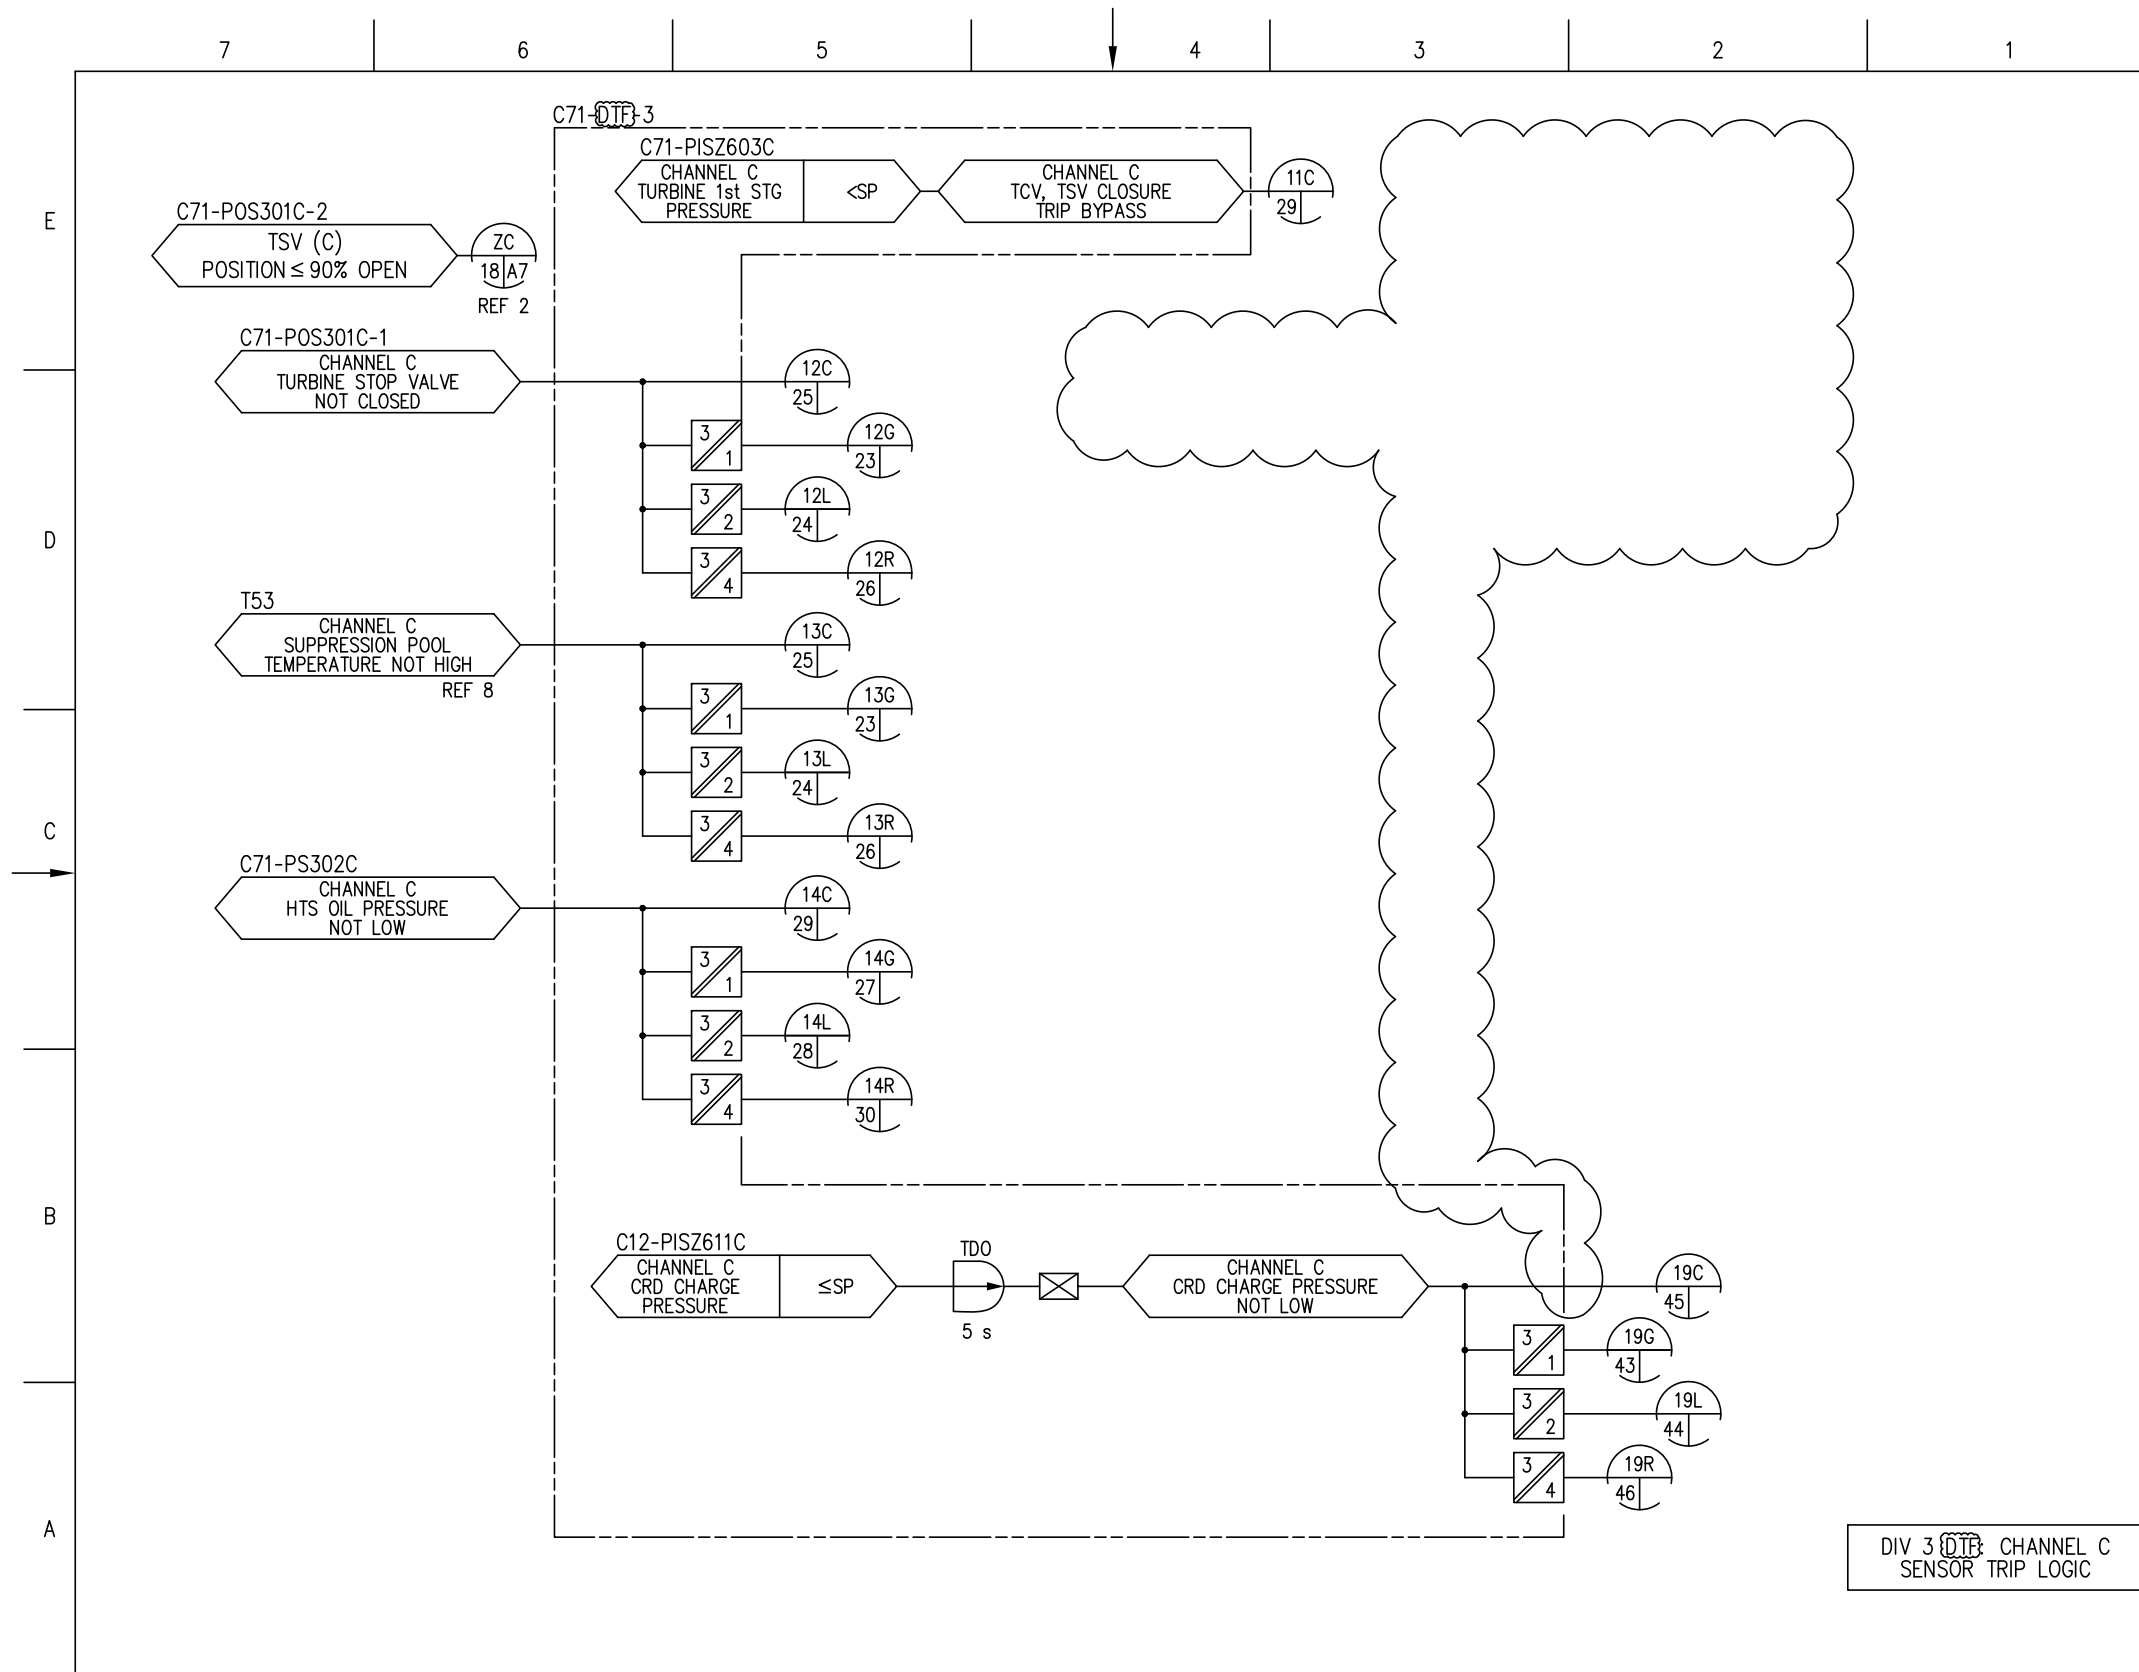 7 6 5 4 3 2 1
C71-DTF-3
C71-PISZ603C
CHANNEL C
TURBINE 1st STG
PRESSURE
<SP
CHANNEL C
TCV, TSV CLOSURE
TRIP BYPASS
11C
29
E
C71-POS301C-2
TSV (C)
POSITION ≤ 90% OPEN
ZC
18 A7
REF 2
C71-POS301C-1
CHANNEL C
TURBINE STOP VALVE
NOT CLOSED
12C
25
3
1
12G
23
3
2
12L
24
D
3
4
12R
26
T53
CHANNEL C
SUPPRESSION POOL
TEMPERATURE NOT HIGH
REF 8
13C
25
3
1
13G
23
3
2
13L
24
C
3
4
13R
26
C71-PS302C
CHANNEL C
HTS OIL PRESSURE
NOT LOW
14C
29
3
1
14G
27
3
2
14L
28
3
4
14R
30
B
C12-PISZ611C
CHANNEL C
CRD CHARGE
PRESSURE
≤SP
TDO
5 s
CHANNEL C
CRD CHARGE PRESSURE
NOT LOW
19C
45
3
1
19G
43
3
2
19L
44
3
4
19R
46
A
DIV 3 DTF: CHANNEL C
SENSOR TRIP LOGIC